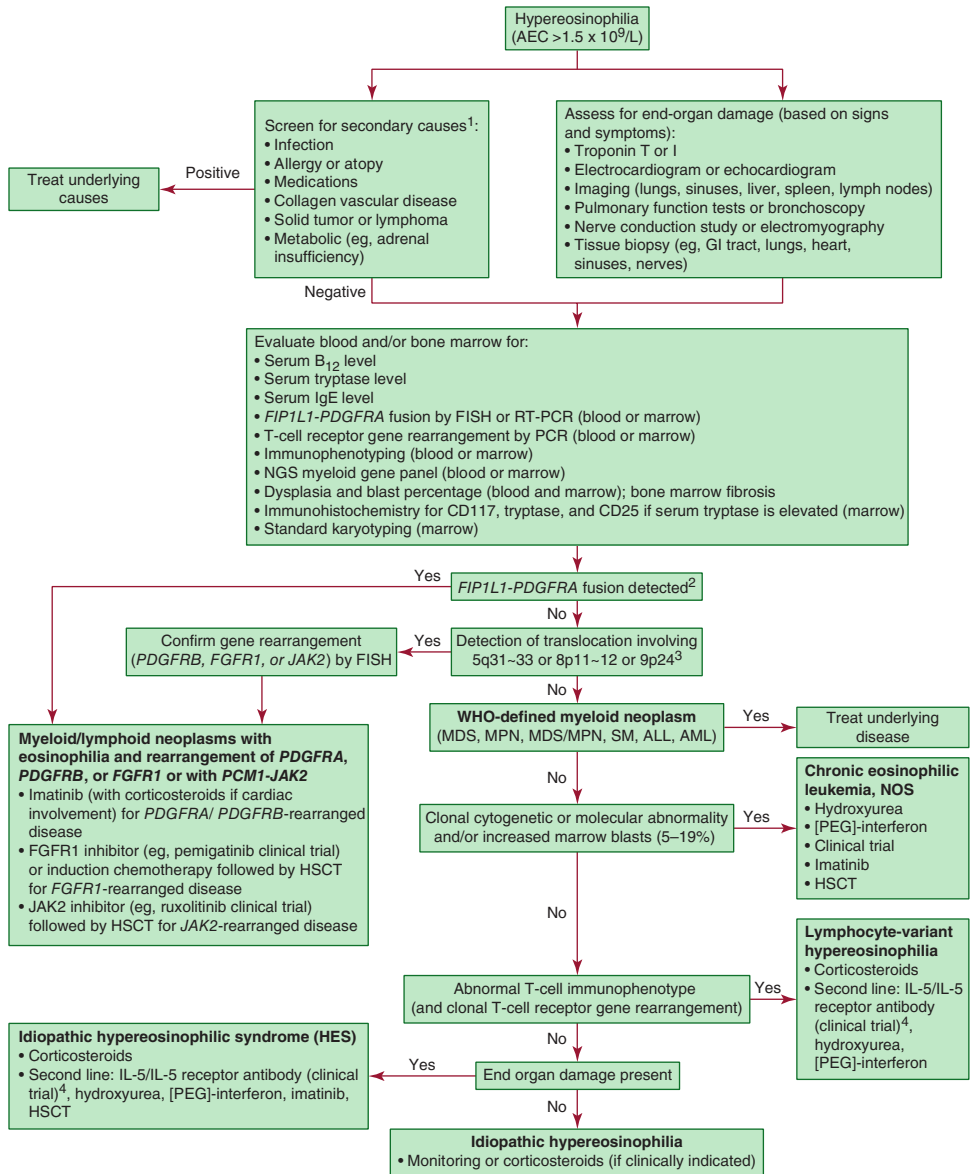 Hypereosinophilia
(AEC >1.5 x 10⁹/L)
Screen for secondary causes¹:
• Infection
• Allergy or atopy
• Medications
• Collagen vascular disease
• Solid tumor or lymphoma
• Metabolic (eg, adrenal
insufficiency)
Assess for end-organ damage (based on signs
and symptoms):
• Troponin T or I
• Electrocardiogram or echocardiogram
• Imaging (lungs, sinuses, liver, spleen, lymph nodes)
• Pulmonary function tests or bronchoscopy
• Nerve conduction study or electromyography
• Tissue biopsy (eg, GI tract, lungs, heart,
sinuses, nerves)
Positive
Treat underlying
causes
Negative
Evaluate blood and/or bone marrow for:
• Serum B₁₂ level
• Serum tryptase level
• Serum IgE level
• FIP1L1-PDGFRA fusion by FISH or RT-PCR (blood or marrow)
• T-cell receptor gene rearrangement by PCR (blood or marrow)
• Immunophenotyping (blood or marrow)
• NGS myeloid gene panel (blood or marrow)
• Dysplasia and blast percentage (blood and marrow); bone marrow fibrosis
• Immunohistochemistry for CD117, tryptase, and CD25 if serum tryptase is elevated (marrow)
• Standard karyotyping (marrow)
Yes
FIP1L1-PDGFRA fusion detected²
No
Confirm gene rearrangement
(PDGFRB, FGFR1, or JAK2) by FISH
Yes
Detection of translocation involving
5q31~33 or 8p11~12 or 9p24³
No
Myeloid/lymphoid neoplasms with
eosinophilia and rearrangement of PDGFRA,
PDGFRB, or FGFR1 or with PCM1-JAK2
• Imatinib (with corticosteroids if cardiac
involvement) for PDGFRA/ PDGFRB-rearranged
disease
• FGFR1 inhibitor (eg, pemigatinib clinical trial)
or induction chemotherapy followed by HSCT
for FGFR1-rearranged disease
• JAK2 inhibitor (eg, ruxolitinib clinical trial)
followed by HSCT for JAK2-rearranged disease
WHO-defined myeloid neoplasm
(MDS, MPN, MDS/MPN, SM, ALL, AML)
Yes
Treat underlying
disease
No
Clonal cytogenetic or molecular abnormality
and/or increased marrow blasts (5–19%)
Yes
Chronic eosinophilic
leukemia, NOS
• Hydroxyurea
• [PEG]-interferon
• Clinical trial
• Imatinib
• HSCT
No
Abnormal T-cell immunophenotype
(and clonal T-cell receptor gene rearrangement)
Yes
Lymphocyte-variant
hypereosinophilia
• Corticosteroids
• Second line: IL-5/IL-5
receptor antibody
(clinical trial)⁴,
hydroxyurea,
[PEG]-interferon
No
Idiopathic hypereosinophilic syndrome (HES)
• Corticosteroids
• Second line: IL-5/IL-5 receptor antibody (clinical
trial)⁴, hydroxyurea, [PEG]-interferon, imatinib,
HSCT
Yes
End organ damage present
No
Idiopathic hypereosinophilia
• Monitoring or corticosteroids (if clinically indicated)